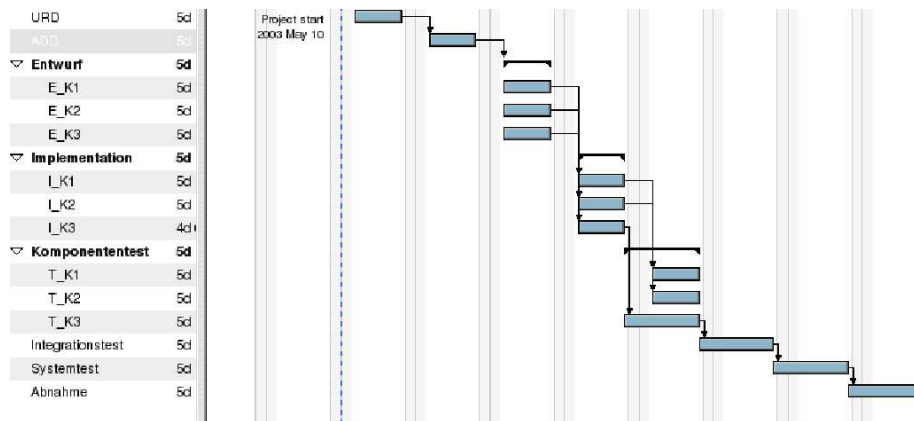 URD 5d
Project start
2003 May 10
ADD 5d
Entwurf 5d
E_K1 5d
E_K2 5d
E_K3 5d
Implementation 5d
I_K1 5d
I_K2 5d
I_K3 4d
Komponententest 5d
T_K1 5d
T_K2 5d
T_K3 5d
Integrationstest 5d
Systemtest 5d
Abnahme 5d